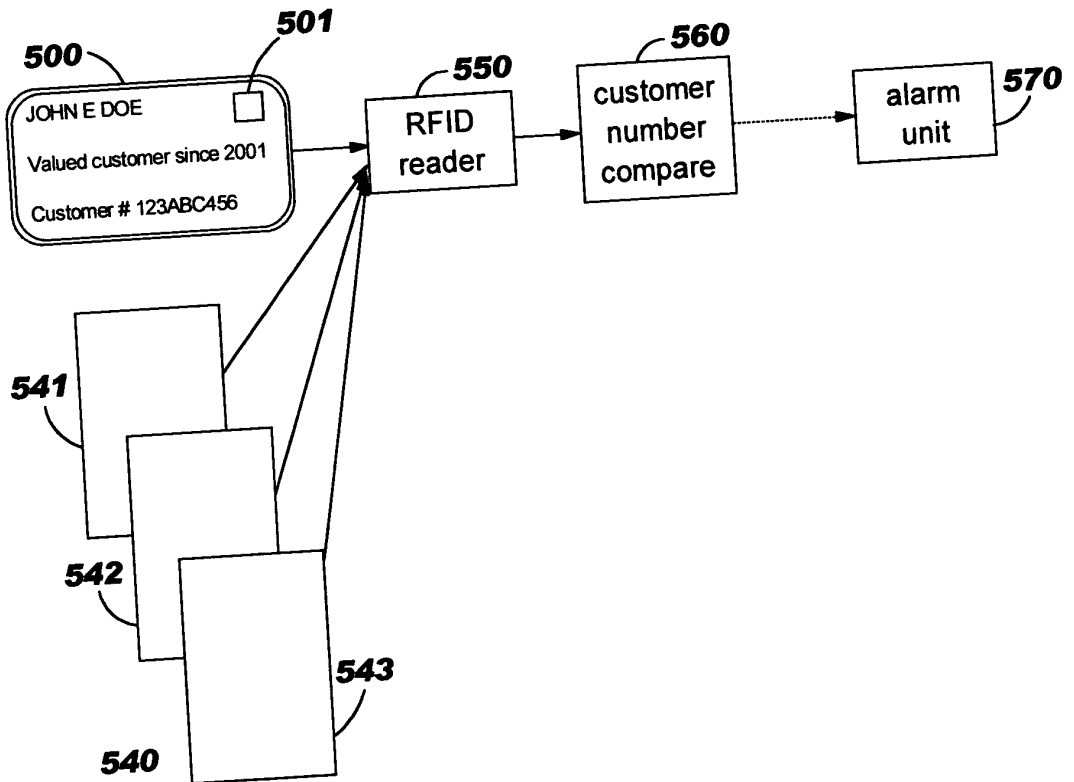 500
501
JOHN E DOE
Valued customer since 2001
Customer # 123ABC456
550
RFID
reader
560
customer
number
compare
570
alarm
unit
541
542
543
540